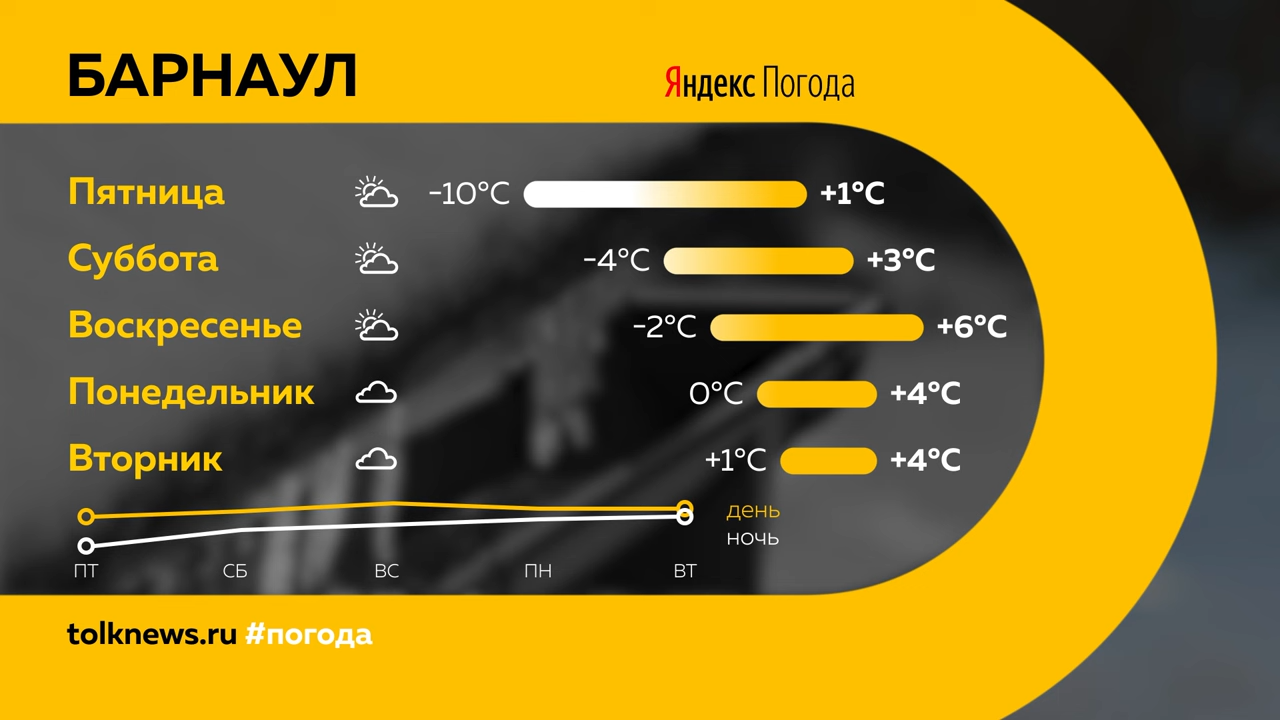 БАРНАУЛ
Яндекс Погода
Пятница -10°C +1°C
Суббота -4°C +3°C
Воскресенье -2°C +6°C
Понедельник 0°C +4°C
Вторник +1°C +4°C
день
ночь
ПТ СБ ВС ПН ВТ
tolknews.ru #погода